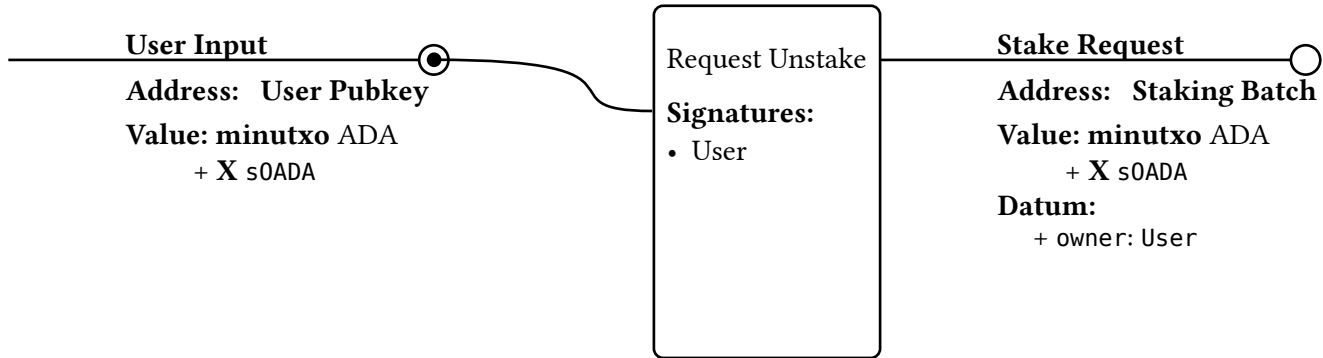 User Input
Address: User Pubkey
Value: minutxo ADA
+ X sOADA
Request Unstake
Signatures:
• User
Stake Request
Address: Staking Batch
Value: minutxo ADA
+ X sOADA
Datum:
+ owner: User